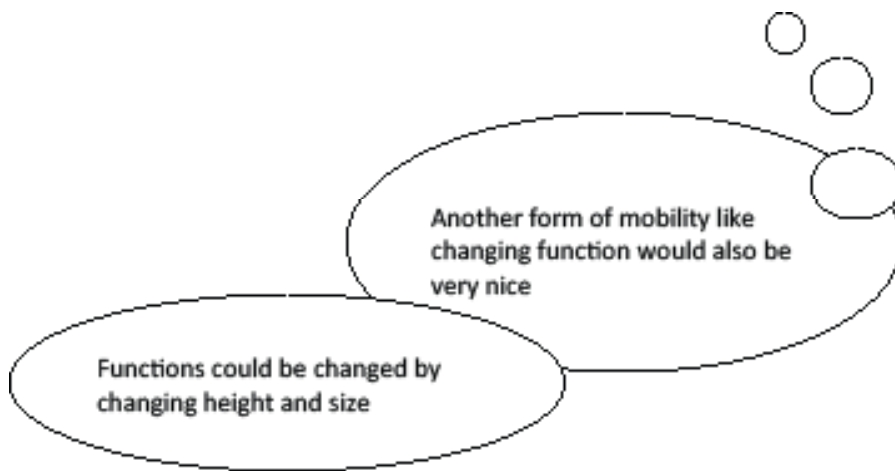 Another form of mobility like
changing function would also be
very nice
Functions could be changed by
changing height and size